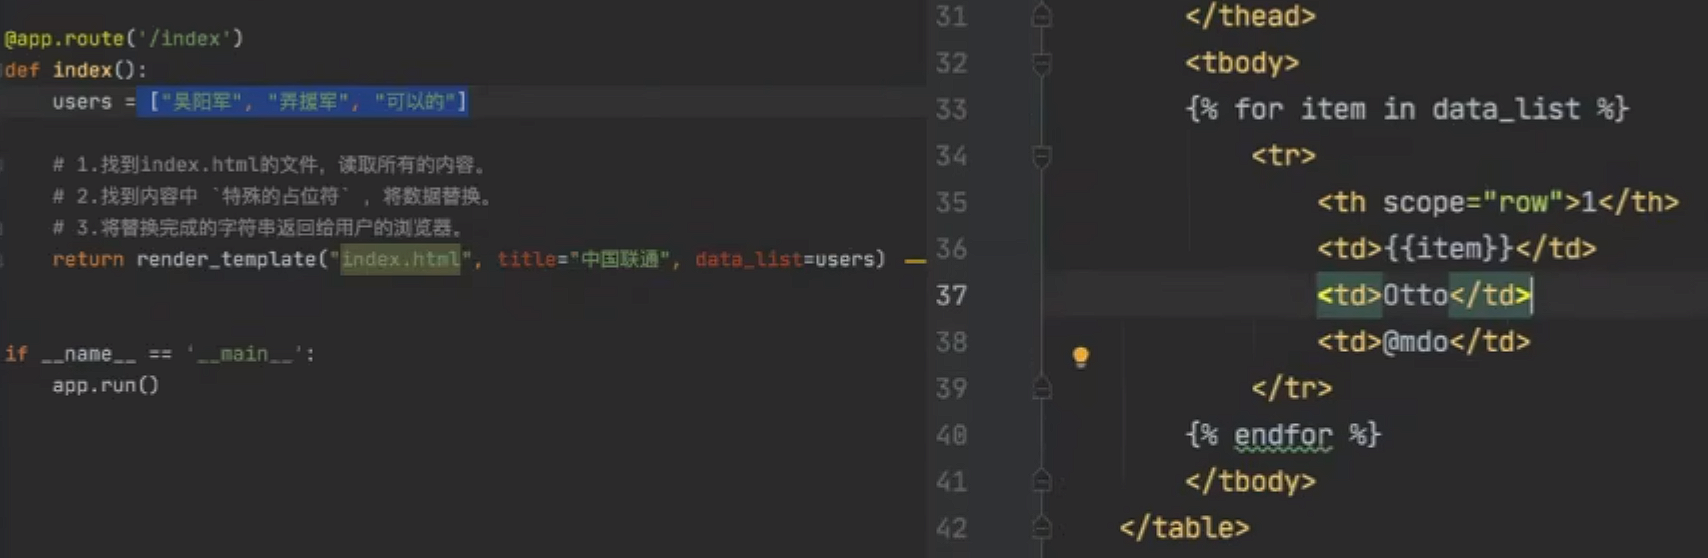 @app.route('/index')
def index():
users = ["吴阳军", "弄援军", "可以的"]
# 1.找到index.html的文件，读取所有的内容。
# 2.找到内容中 `特殊的占位符` ，将数据替换。
# 3.将替换完成的字符串返回给用户的浏览器。
return render_template("index.html", title="中国联通", data_list=users)
if __name__ == '__main__':
app.run()
31 </thead>
32 <tbody>
33 {% for item in data_list %}
34 <tr>
35 <th scope="row">1</th>
36 <td>{{item}}</td>
37 <td>Otto</td>
38 <td>@mdo</td>
39 </tr>
40 {% endfor %}
41 </tbody>
42 </table>